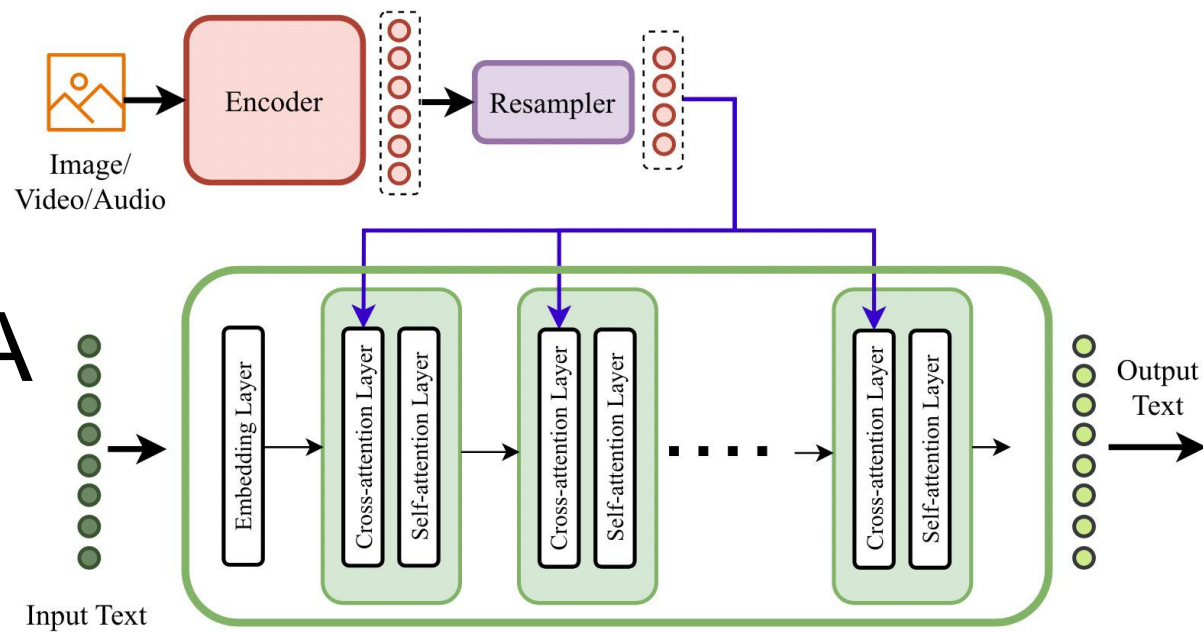 Encoder
Resampler
Image/
Video/Audio
A
Embedding Layer
Cross-attention Layer
Self-attention Layer
Cross-attention Layer
Self-attention Layer
Cross-attention Layer
Self-attention Layer
Output
Text
Input Text